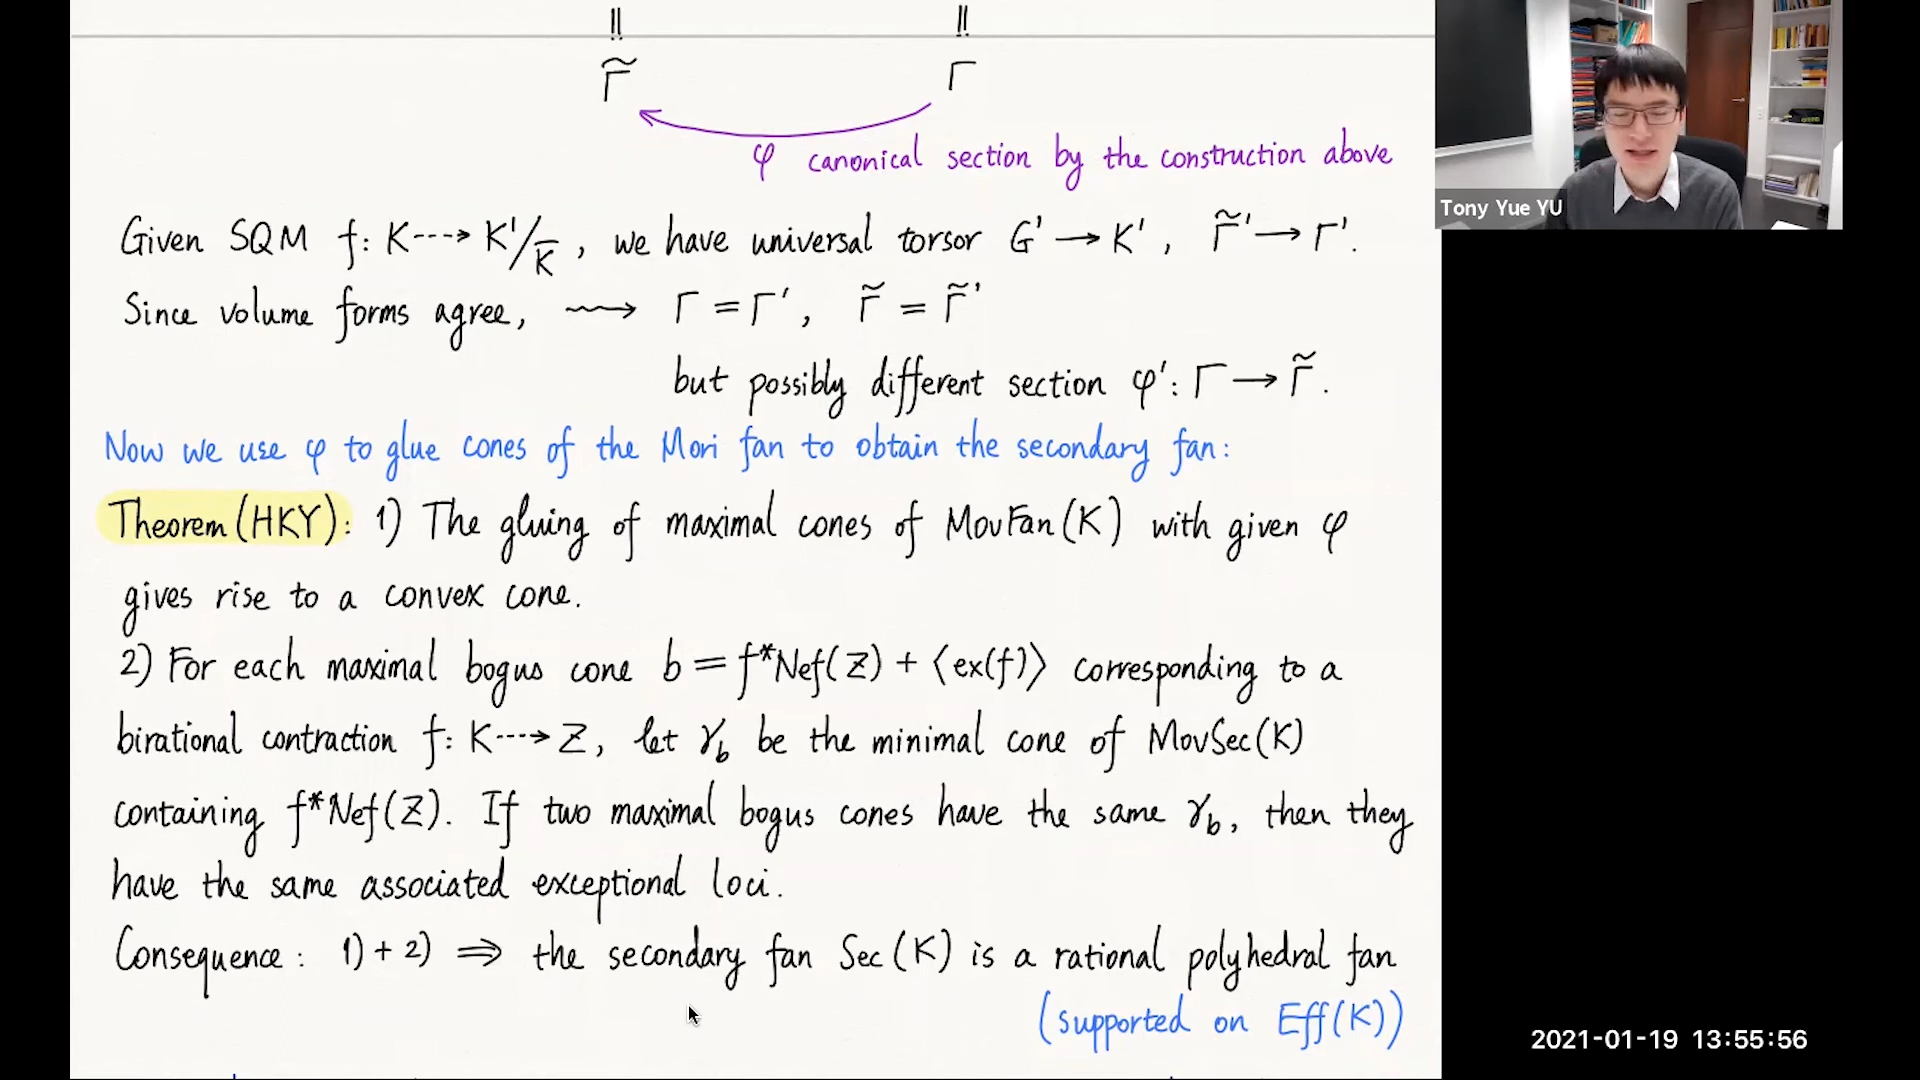 || ||
Γ̃ Γ
φ canonical section by the construction above
Given SQM f: K ⇢ K'/K̄, we have universal torsor G' → K', Γ̃' → Γ'.
Since volume forms agree, ⇝ Γ = Γ', Γ̃ = Γ̃'
but possibly different section φ': Γ → Γ̃.
Now we use φ to glue cones of the Mori fan to obtain the secondary fan:
Theorem (HKY): 1) The gluing of maximal cones of MovFan(K) with given φ
gives rise to a convex cone.
2) For each maximal bogus cone b = f*Nef(Z) + ⟨ex(f)⟩ corresponding to a
birational contraction f: K ⇢ Z, let γ_b be the minimal cone of MovSec(K)
containing f*Nef(Z). If two maximal bogus cones have the same γ_b, then they
have the same associated exceptional loci.
Consequence: 1)+2) ⇒ the secondary fan Sec(K) is a rational polyhedral fan
(supported on Eff(K))
Tony Yue YU
2021-01-19 13:55:56